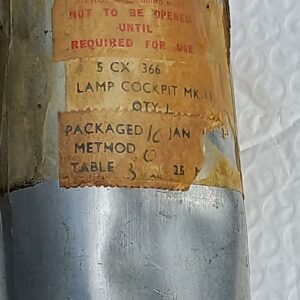 NOT TO BE OPENED
UNTIL
REQUIRED FOR USE
5 CX 366
LAMP COCKPIT MK.II
QTY 1
PACKAGED 16 JAN
METHOD
TABLE 3 25